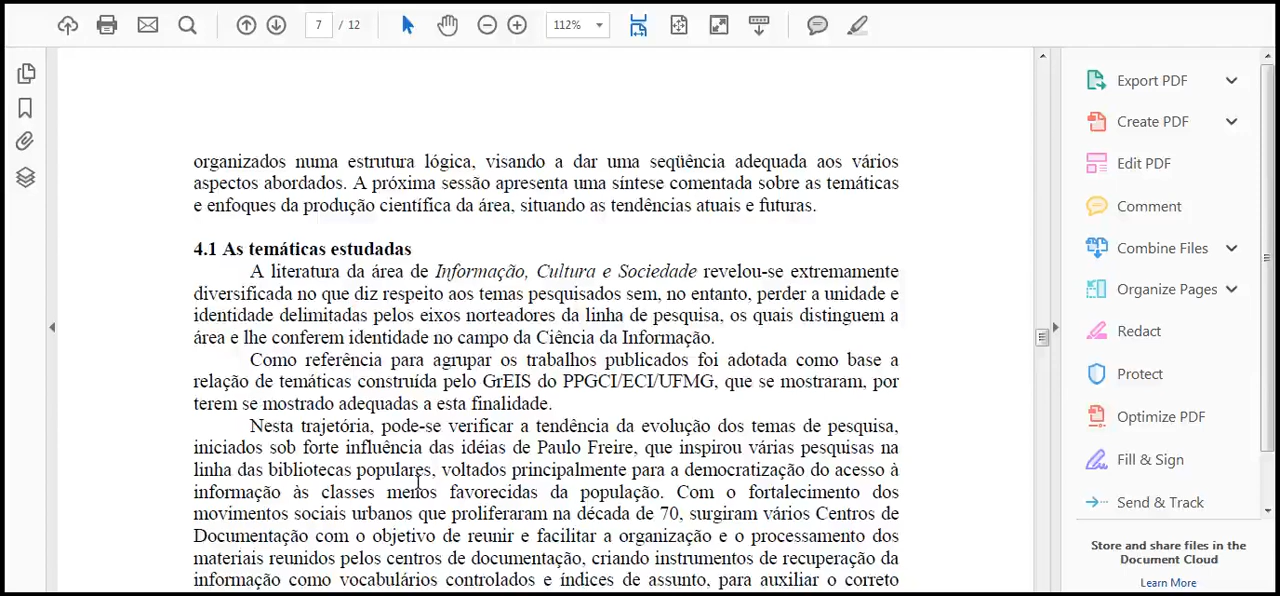 7 / 12
112%
organizados numa estrutura lógica, visando a dar uma seqüência adequada aos vários
aspectos abordados. A próxima sessão apresenta uma síntese comentada sobre as temáticas
e enfoques da produção científica da área, situando as tendências atuais e futuras.
4.1 As temáticas estudadas
A literatura da área de Informação, Cultura e Sociedade revelou-se extremamente
diversificada no que diz respeito aos temas pesquisados sem, no entanto, perder a unidade e
identidade delimitadas pelos eixos norteadores da linha de pesquisa, os quais distinguem a
área e lhe conferem identidade no campo da Ciência da Informação.
Como referência para agrupar os trabalhos publicados foi adotada como base a
relação de temáticas construída pelo GrEIS do PPGCI/ECI/UFMG, que se mostraram, por
terem se mostrado adequadas a esta finalidade.
Nesta trajetória, pode-se verificar a tendência da evolução dos temas de pesquisa,
iniciados sob forte influência das idéias de Paulo Freire, que inspirou várias pesquisas na
linha das bibliotecas populares, voltados principalmente para a democratização do acesso à
informação às classes menos favorecidas da população. Com o fortalecimento dos
movimentos sociais urbanos que proliferaram na década de 70, surgiram vários Centros de
Documentação com o objetivo de reunir e facilitar a organização e o processamento dos
materiais reunidos pelos centros de documentação, criando instrumentos de recuperação da
informação como vocabulários controlados e índices de assunto, para auxiliar o correto
Export PDF
Create PDF
Edit PDF
Comment
Combine Files
Organize Pages
Redact
Protect
Optimize PDF
Fill & Sign
Send & Track
Store and share files in the
Document Cloud
Learn More